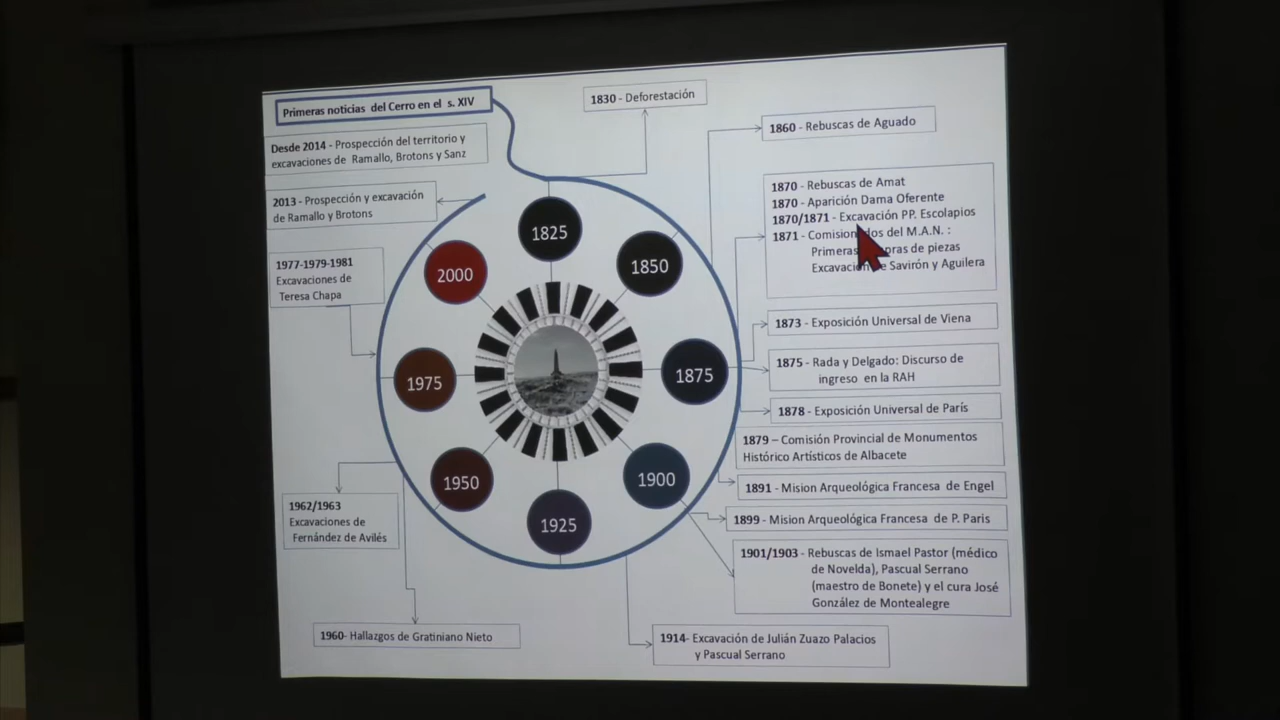 Primeras noticias del Cerro en el s. XIV
1830 - Deforestación
1860 - Rebuscas de Aguado
Desde 2014 - Prospección del territorio y
excavaciones de Ramallo, Brotons y Sanz
2013 - Prospección y excavación
de Ramallo y Brotons
1977-1979-1981
Excavaciones de
Teresa Chapa
1870 - Rebuscas de Amat
1870 - Aparición Dama Oferente
1870/1871 - Excavación PP. Escolapios
1871 - Comisionados del M.A.N. :
Primeras compras de piezas
Excavación de Savirón y Aguilera
1873 - Exposición Universal de Viena
1875 - Rada y Delgado: Discurso de
ingreso en la RAH
1878 - Exposición Universal de París
1879 – Comisión Provincial de Monumentos
Histórico Artísticos de Albacete
1891 - Mision Arqueológica Francesa de Engel
1899 - Mision Arqueológica Francesa de P. Paris
1901/1903 - Rebuscas de Ismael Pastor (médico
de Novelda), Pascual Serrano
(maestro de Bonete) y el cura José
González de Montealegre
1914- Excavación de Julián Zuazo Palacios
y Pascual Serrano
1960- Hallazgos de Gratiniano Nieto
1962/1963
Excavaciones de
Fernández de Avilés
1825
1850
1875
1900
1925
1950
1975
2000